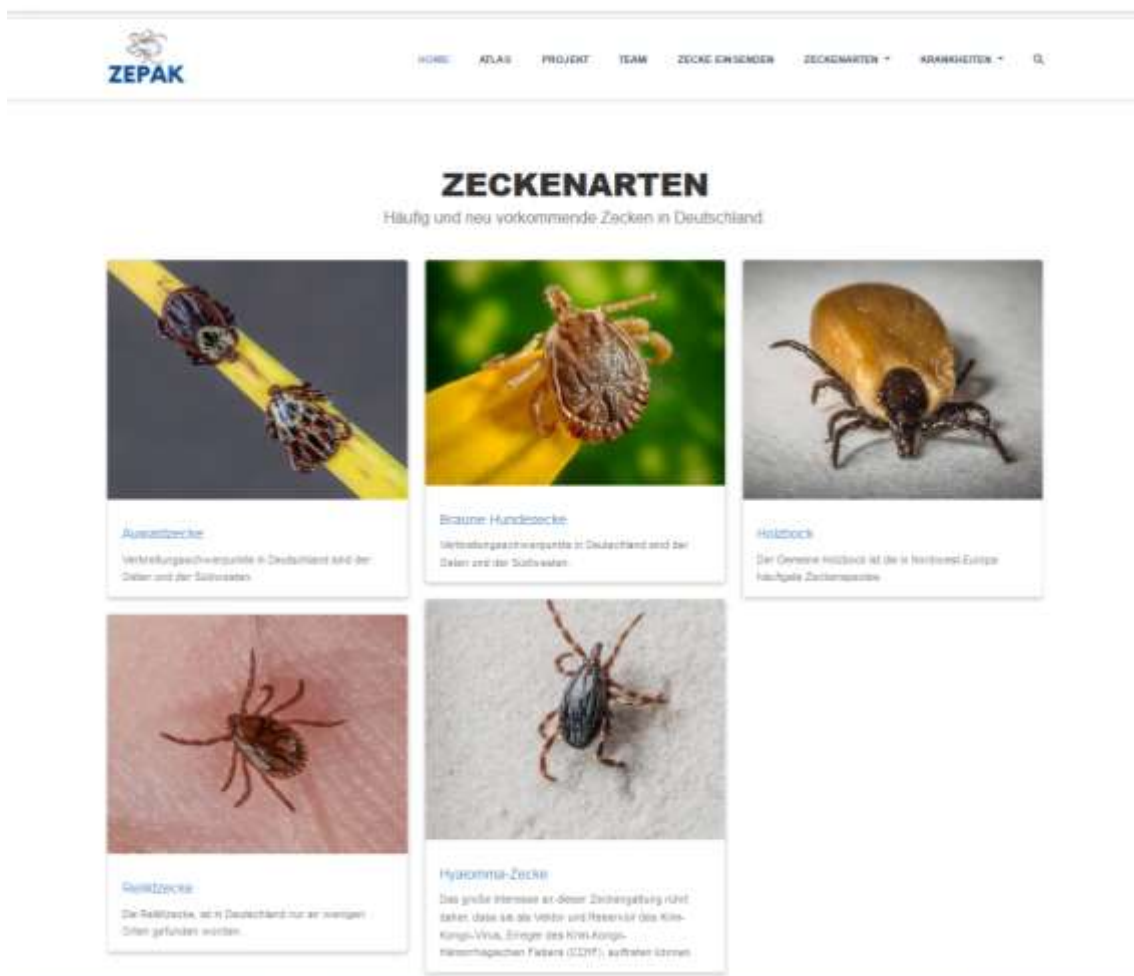 ZEPAK
HOME ATLAS PROJEKT TEAM ZECKE EINSENDEN ZECKENARTEN KRANKHEITEN
ZECKENARTEN
Häufig und neu vorkommende Zecken in Deutschland
Auwaldzecke
Verbreitungsschwerpunkte in Deutschland sind der
Osten und der Südwesten.
Braune Hundezecke
Verbreitungsschwerpunkte in Deutschland sind der
Osten und der Südwesten.
Holzbock
Der Gemeine Holzbock ist die in Nordwest-Europa
häufigste Zeckenspezies.
Reliktzecke
Die Reliktzecke, ist in Deutschland nur an wenigen
Orten gefunden worden.
Hyalomma-Zecke
Das große Interesse an dieser Zeckengattung rührt
daher, dass sie als Vektor und Reservoir des Krim-
Kongo-Virus, Erreger des Krim-Kongo-
Hämorrhagischen Fiebers (CCHF), auftreten können.